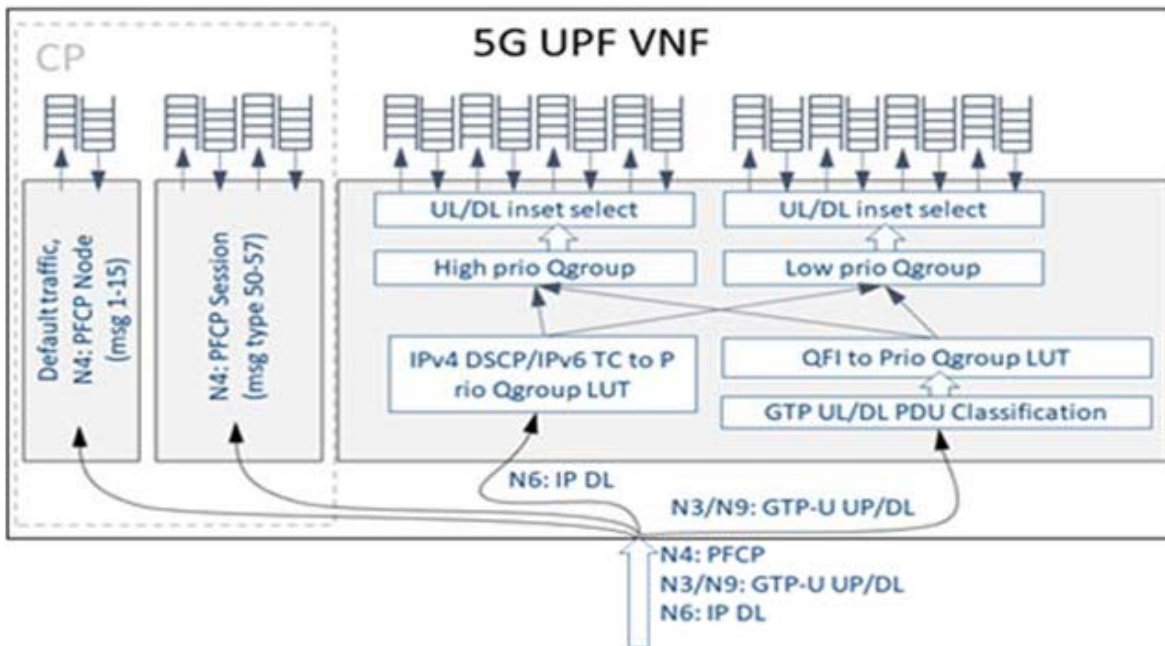 5G UPF VNF
CP
Default traffic,
N4: PFCP Node
(msg 1-15)
N4: PFCP Session
(msg type 50-57)
UL/DL inset select
High prio Qgroup
IPv4 DSCP/IPv6 TC to P
rio Qgroup LUT
UL/DL inset select
Low prio Qgroup
QFI to Prio Qgroup LUT
GTP UL/DL PDU Classification
N6: IP DL
N3/N9: GTP-U UP/DL
N4: PFCP
N3/N9: GTP-U UP/DL
N6: IP DL